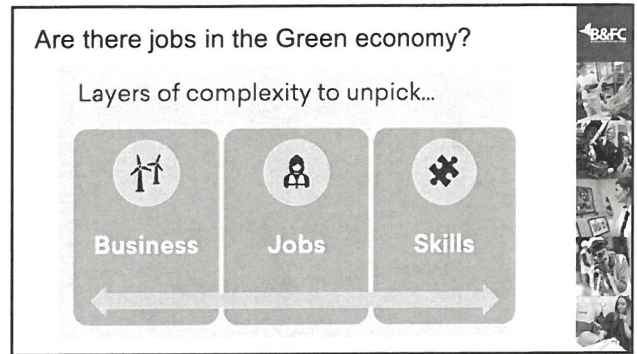 Are there jobs in the Green economy?
B&FC
Layers of complexity to unpick...
Business
Jobs
Skills